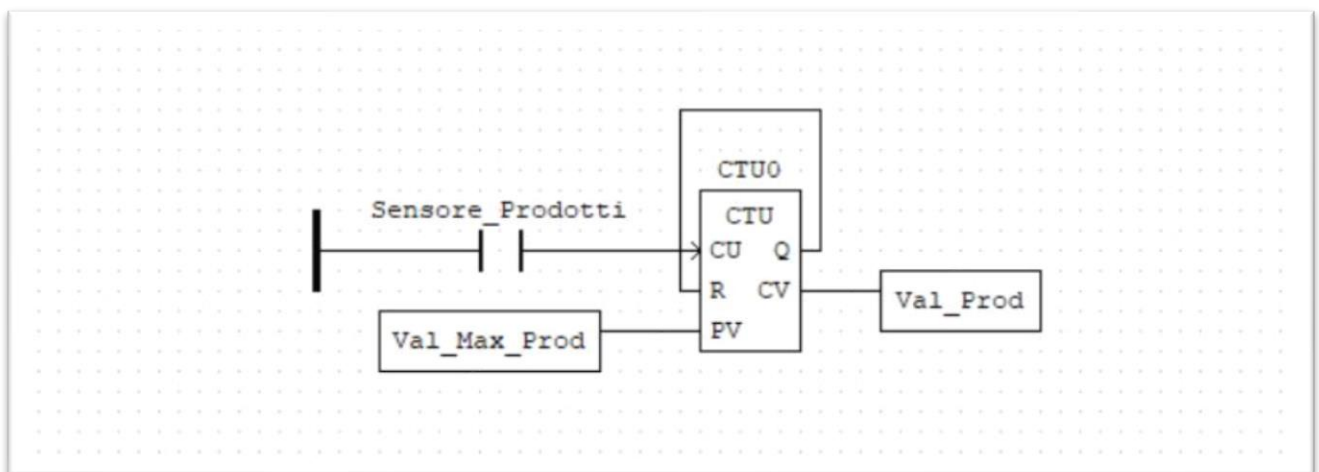 CTU0
Sensore_Prodotti
CTU
CU Q
R CV
Val_Prod
Val_Max_Prod
PV